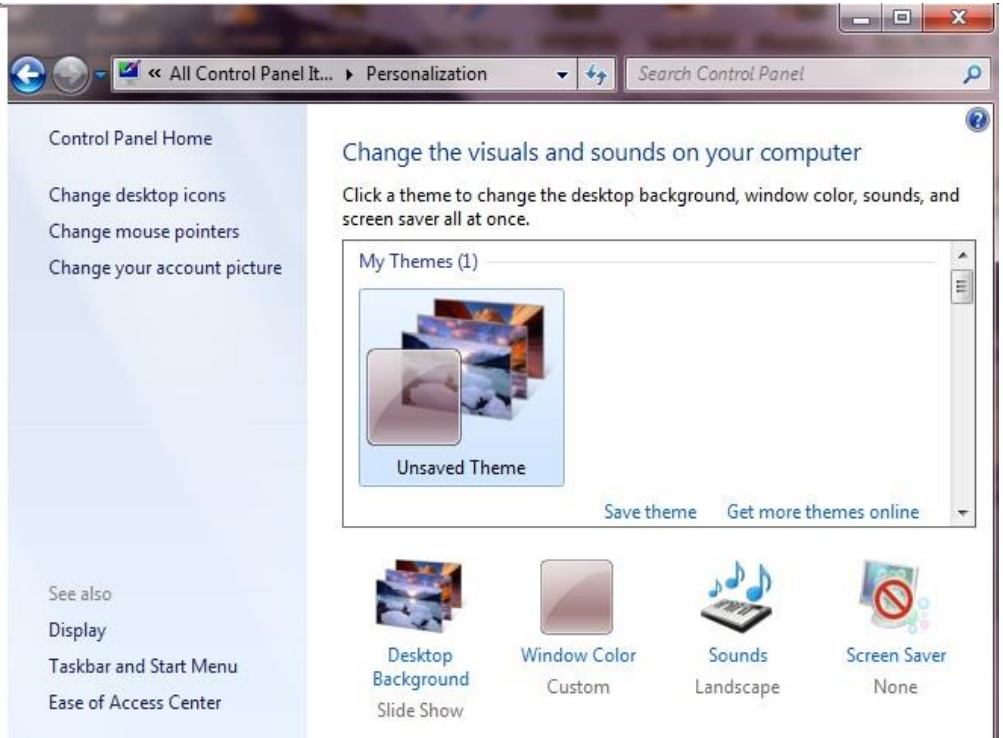 « All Control Panel It... ▸ Personalization
Search Control Panel
Control Panel Home
Change desktop icons
Change mouse pointers
Change your account picture
Change the visuals and sounds on your computer
Click a theme to change the desktop background, window color, sounds, and
screen saver all at once.
My Themes (1)
Unsaved Theme
Save theme Get more themes online
Desktop
Background
Slide Show
Window Color
Custom
Sounds
Landscape
Screen Saver
None
See also
Display
Taskbar and Start Menu
Ease of Access Center